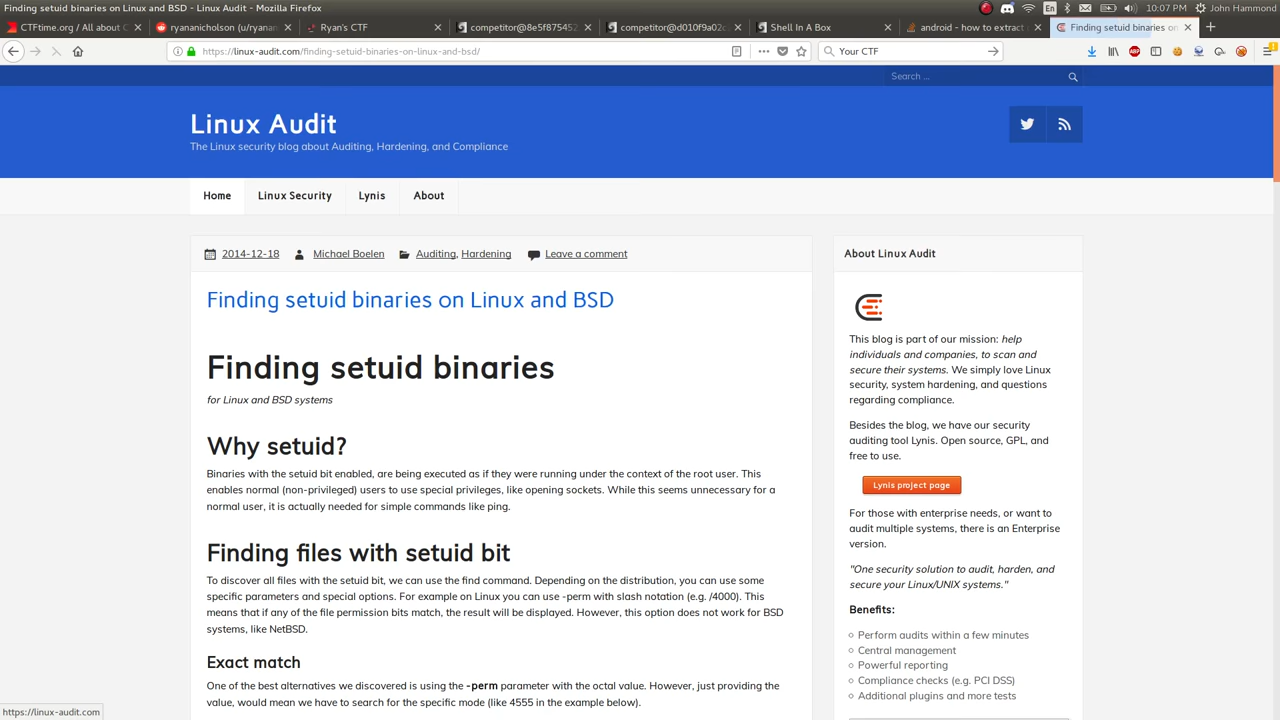 Finding setuid binaries on Linux and BSD - Linux Audit - Mozilla Firefox
En
10:07 PM
John Hammond
CTFtime.org / All about C
ryananicholson (u/ryanan
Ryan's CTF
competitor@8e5f875452
competitor@d010f9a02c
Shell In A Box
android - how to extract
Finding setuid binaries on
https://linux-audit.com/finding-setuid-binaries-on-linux-and-bsd/
Your CTF
ABP
Search ...
Linux Audit
The Linux security blog about Auditing, Hardening, and Compliance
Home
Linux Security
Lynis
About
2014-12-18 Michael Boelen Auditing, Hardening Leave a comment
Finding setuid binaries on Linux and BSD
Finding setuid binaries
for Linux and BSD systems
Why setuid?
Binaries with the setuid bit enabled, are being executed as if they were running under the context of the root user. This
enables normal (non-privileged) users to use special privileges, like opening sockets. While this seems unnecessary for a
normal user, it is actually needed for simple commands like ping.
Finding files with setuid bit
To discover all files with the setuid bit, we can use the find command. Depending on the distribution, you can use some
specific parameters and special options. For example on Linux you can use -perm with slash notation (e.g. /4000). This
means that if any of the file permission bits match, the result will be displayed. However, this option does not work for BSD
systems, like NetBSD.
Exact match
One of the best alternatives we discovered is using the -perm parameter with the octal value. However, just providing the
value, would mean we have to search for the specific mode (like 4555 in the example below).
About Linux Audit
This blog is part of our mission: help
individuals and companies, to scan and
secure their systems. We simply love Linux
security, system hardening, and questions
regarding compliance.
Besides the blog, we have our security
auditing tool Lynis. Open source, GPL, and
free to use.
Lynis project page
For those with enterprise needs, or want to
audit multiple systems, there is an Enterprise
version.
"One security solution to audit, harden, and
secure your Linux/UNIX systems."
Benefits:
Perform audits within a few minutes
Central management
Powerful reporting
Compliance checks (e.g. PCI DSS)
Additional plugins and more tests
https://linux-audit.com